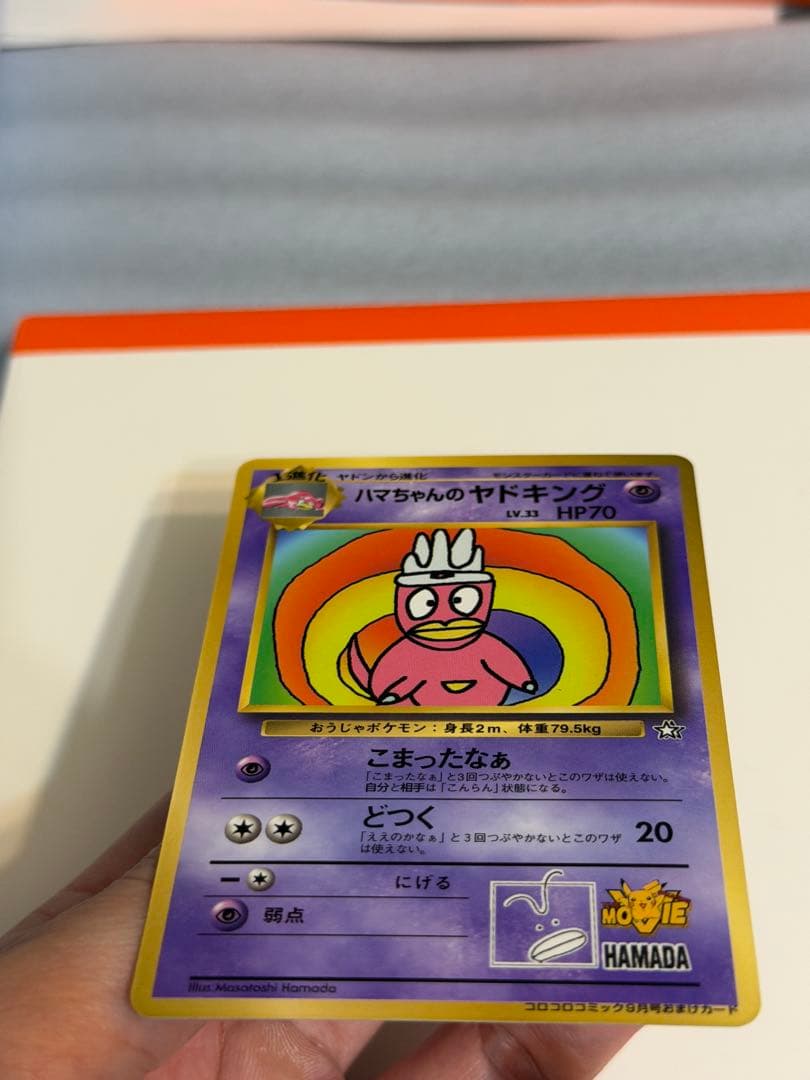 1進化 ヤドンから進化 モンスターカードに重ねて使います。
ハマちゃんのヤドキング
LV.33 HP70
おうじゃポケモン：身長2m、体重79.5kg
こまったなぁ
「こまったなぁ」と3回つぶやかないとこのワザは使えない。
自分と相手は「こんらん」状態になる。
どつく
「ええのかなぁ」と3回つぶやかないとこのワザ
は使えない。
20
にげる
弱点
MOVIE
HAMADA
Illus. Masatoshi Hamada
コロコロコミック9月号おまけカード